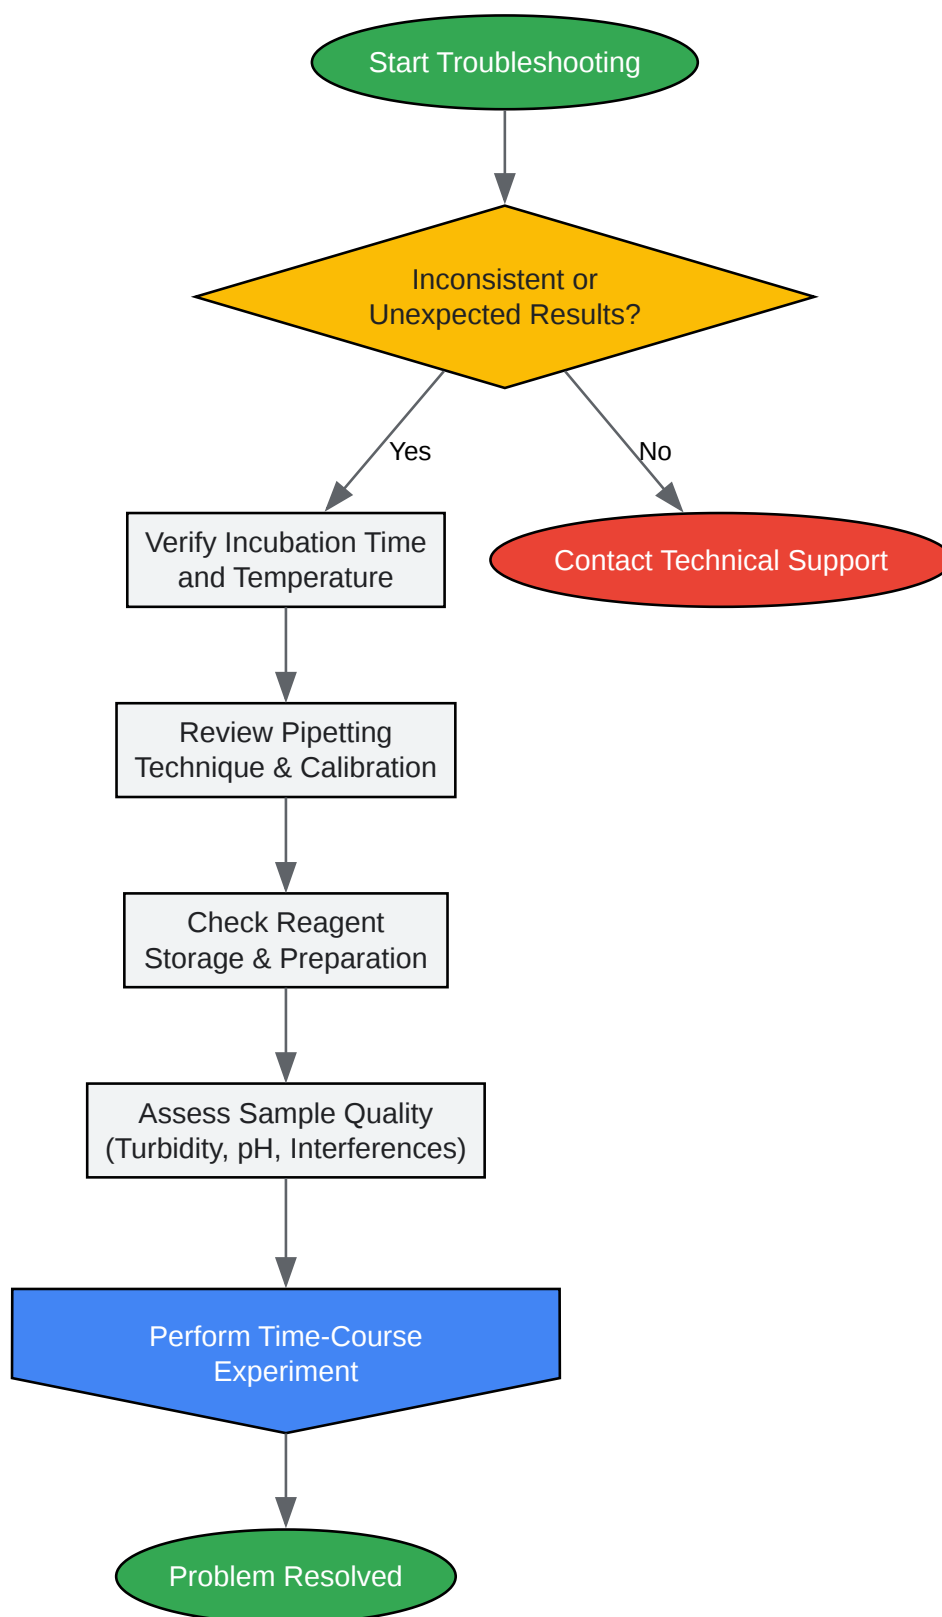 Start Troubleshooting
Inconsistent or
Unexpected Results?
Yes
No
Verify Incubation Time
and Temperature
Contact Technical Support
Review Pipetting
Technique & Calibration
Check Reagent
Storage & Preparation
Assess Sample Quality
(Turbidity, pH, Interferences)
Perform Time-Course
Experiment
Problem Resolved